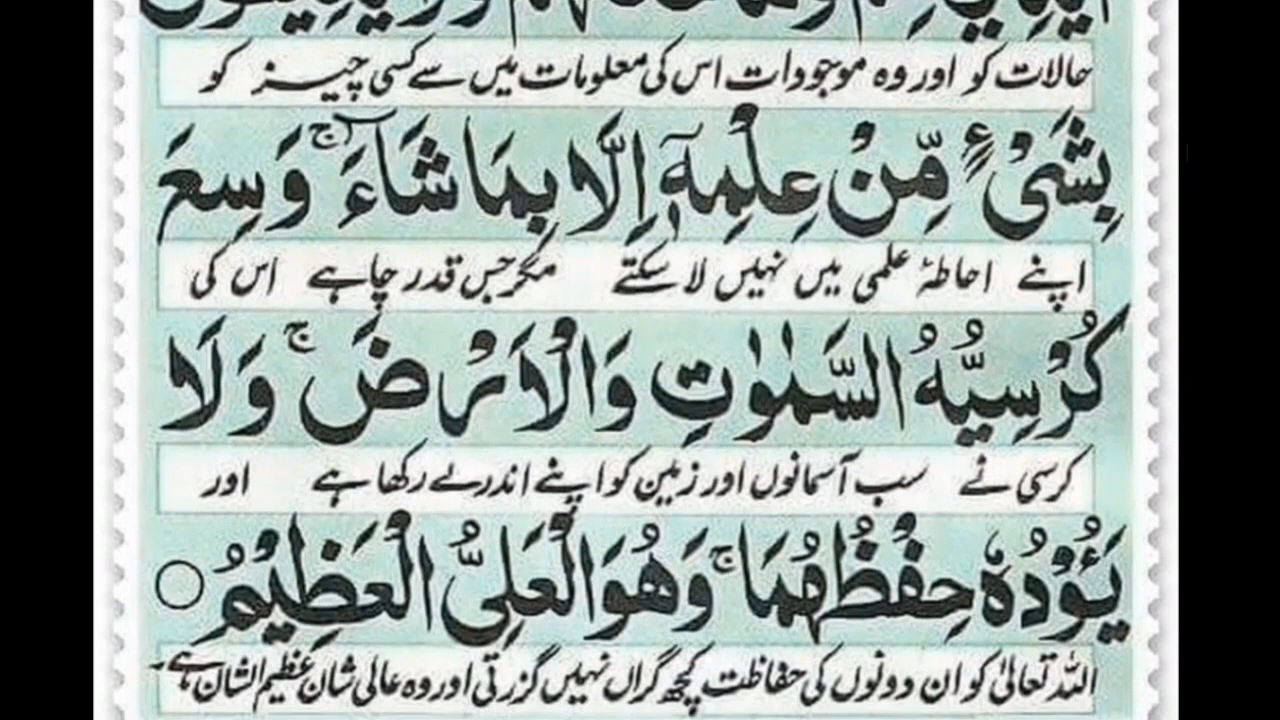 حالات کو اور وہ موجودات اس کی معلومات میں سے کسی چیز کو
بِشَیْءٍ مِّنْ عِلْمِهٖۤ اِلَّا بِمَا شَآءَ ۚ وَسِعَ
اپنے احاطۂ علمی میں نہیں لا سکتے مگر جس قدر چاہے اس کی
كُرْسِیُّهُ السَّمٰوٰتِ وَالْاَرْضَ ۚ وَلَا
کرسی نے سب آسمانوں اور زمین کو اپنے اندر لے رکھا ہے اور
یَـُٔوْدُهٗ حِفْظُهُمَا ۚ وَهُوَ الْعَلِیُّ الْعَظِیْمُ ○
اللہ تعالیٰ کو ان دونوں کی حفاظت کچھ گراں نہیں گزرتی اور وہ عالی شان عظیم الشان ہے۔